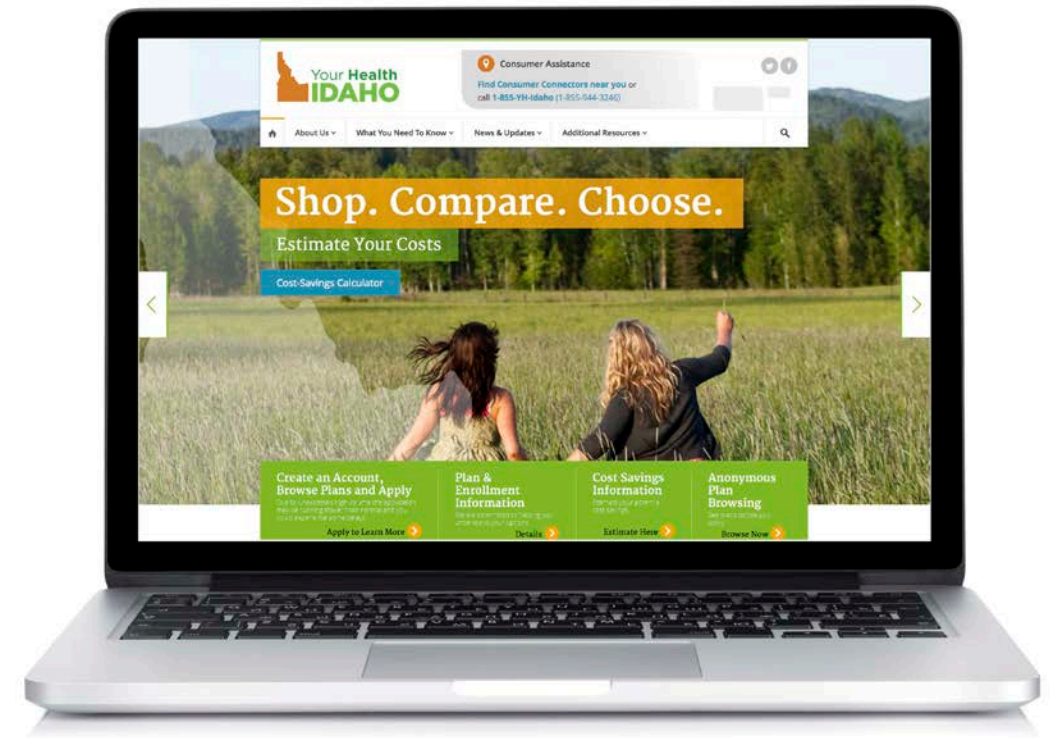 Your Health
IDAHO
Consumer Assistance
Find Consumer Connectors near you or
call 1-855-YH-Idaho (1-855-944-3246)
About Us
What You Need To Know
News & Updates
Additional Resources
Shop. Compare. Choose.
Estimate Your Costs
Cost-Savings Calculator
Create an Account,
Browse Plans and Apply
Apply to Learn More
Plan &
Enrollment
Information
Details
Cost Savings
Information
Estimate Here
Anonymous
Plan
Browsing
Browse Now